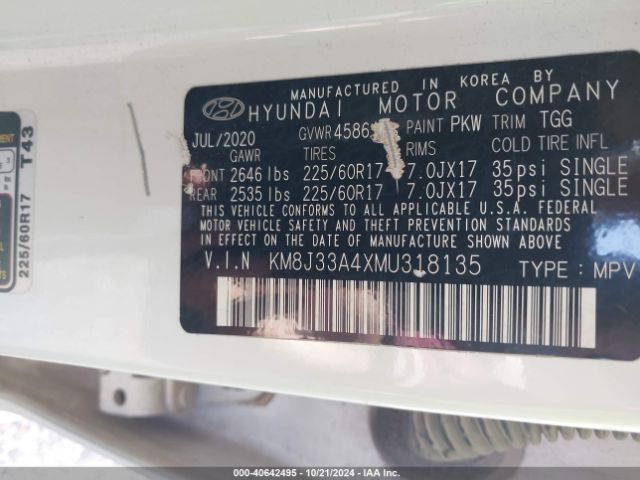 MANUFACTURED IN KOREA BY
HYUNDAI MOTOR COMPANY
JUL/2020 GVWR 4586 PAINT PKW TRIM TGG
GAWR TIRES RIMS COLD TIRE INFL
FRONT 2646 lbs 225/60R17 7.0JX17 35psi SINGLE
REAR 2535 lbs 225/60R17 7.0JX17 35psi SINGLE
THIS VEHICLE CONFORMS TO ALL APPLICABLE U.S.A. FEDERAL
MOTOR VEHICLE SAFETY AND THEFT PREVENTION STANDARDS
IN EFFECT ON THE DATE OF MANUFACTURE SHOWN ABOVE.
V.I.N KM8J33A4XMU318135 TYPE : MPV
T43
225/60R17
000-40642495 - 10/21/2024 - IAA Inc.